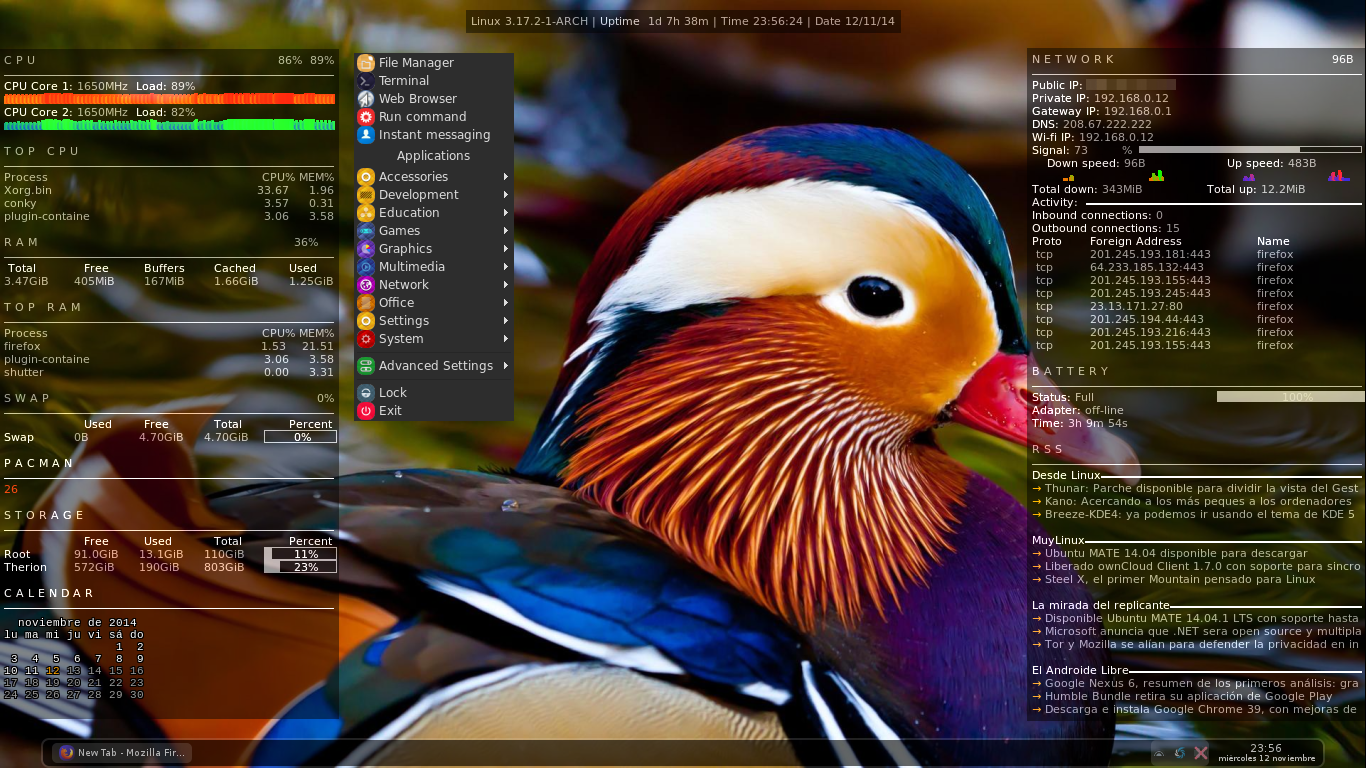 Linux 3.17.2-1-ARCH | Uptime 1d 7h 38m | Time 23:56:24 | Date 12/11/14
CPU 86% 89%
CPU Core 1: 1650MHz Load: 89%
CPU Core 2: 1650MHz Load: 82%
TOP CPU
Process CPU% MEM%
Xorg.bin 33.67 1.96
conky 3.57 0.31
plugin-containe 3.06 3.58
RAM 36%
Total Free Buffers Cached Used
3.47GiB 405MiB 167MiB 1.66GiB 1.25GiB
TOP RAM
Process CPU% MEM%
firefox 1.53 21.51
plugin-containe 3.06 3.58
shutter 0.00 3.31
SWAP 0%
Used Free Total Percent
Swap 0B 4.70GiB 4.70GiB 0%
PACMAN
26
STORAGE
Free Used Total Percent
Root 91.0GiB 13.1GiB 110GiB 11%
Therion 572GiB 190GiB 803GiB 23%
CALENDAR
noviembre de 2014
lu ma mi ju vi sá do
1 2
3 4 5 6 7 8 9
10 11 12 13 14 15 16
17 18 19 20 21 22 23
24 25 26 27 28 29 30
File Manager
Terminal
Web Browser
Run command
Instant messaging
Applications
Accessories
Development
Education
Games
Graphics
Multimedia
Network
Office
Settings
System
Advanced Settings
Lock
Exit
NETWORK 96B
Public IP:
Private IP: 192.168.0.12
Gateway IP: 192.168.0.1
DNS: 208.67.222.222
Wi-fi IP: 192.168.0.12
Signal: 73 %
Down speed: 96B Up speed: 483B
Total down: 343MiB Total up: 12.2MiB
Activity:
Inbound connections: 0
Outbound connections: 15
Proto Foreign Address Name
tcp 201.245.193.181:443 firefox
tcp 64.233.185.132:443 firefox
tcp 201.245.193.155:443 firefox
tcp 201.245.193.245:443 firefox
tcp 23.13.171.27:80 firefox
tcp 201.245.194.44:443 firefox
tcp 201.245.193.216:443 firefox
tcp 201.245.193.155:443 firefox
BATTERY
Status: Full 100%
Adapter: off-line
Time: 3h 9m 54s
RSS
Desde Linux
→ Thunar: Parche disponible para dividir la vista del Gest
→ Kano: Acercando a los más peques a los ordenadores
→ Breeze-KDE4: ya podemos ir usando el tema de KDE 5
MuyLinux
→ Ubuntu MATE 14.04 disponible para descargar
→ Liberado ownCloud Client 1.7.0 con soporte para sincro
→ Steel X, el primer Mountain pensado para Linux
La mirada del replicante
→ Disponible Ubuntu MATE 14.04.1 LTS con soporte hasta
→ Microsoft anuncia que .NET sera open source y multipla
→ Tor y Mozilla se alían para defender la privacidad en in
El Androide Libre
→ Google Nexus 6, resumen de los primeros análisis: gra
→ Humble Bundle retira su aplicación de Google Play
→ Descarga e instala Google Chrome 39, con mejoras de
New Tab - Mozilla Fir...
23:56
miércoles 12 noviembre